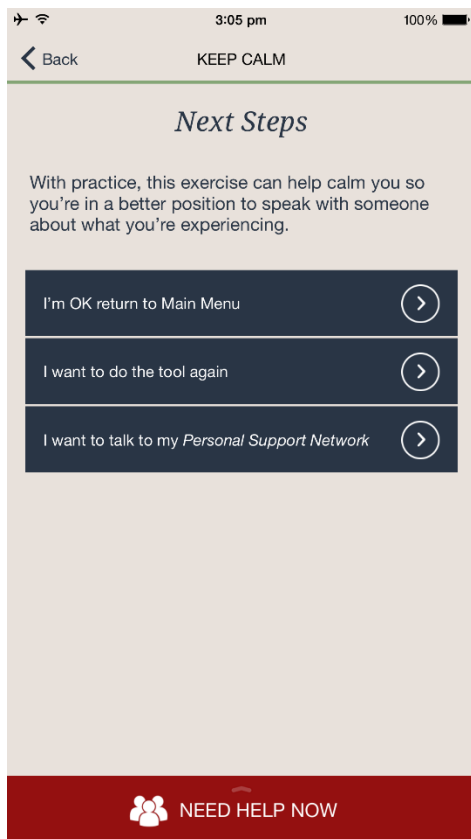 3:05 pm
100%
Back
KEEP CALM
Next Steps
With practice, this exercise can help calm you so
you're in a better position to speak with someone
about what you're experiencing.
I'm OK return to Main Menu
I want to do the tool again
I want to talk to my Personal Support Network
NEED HELP NOW